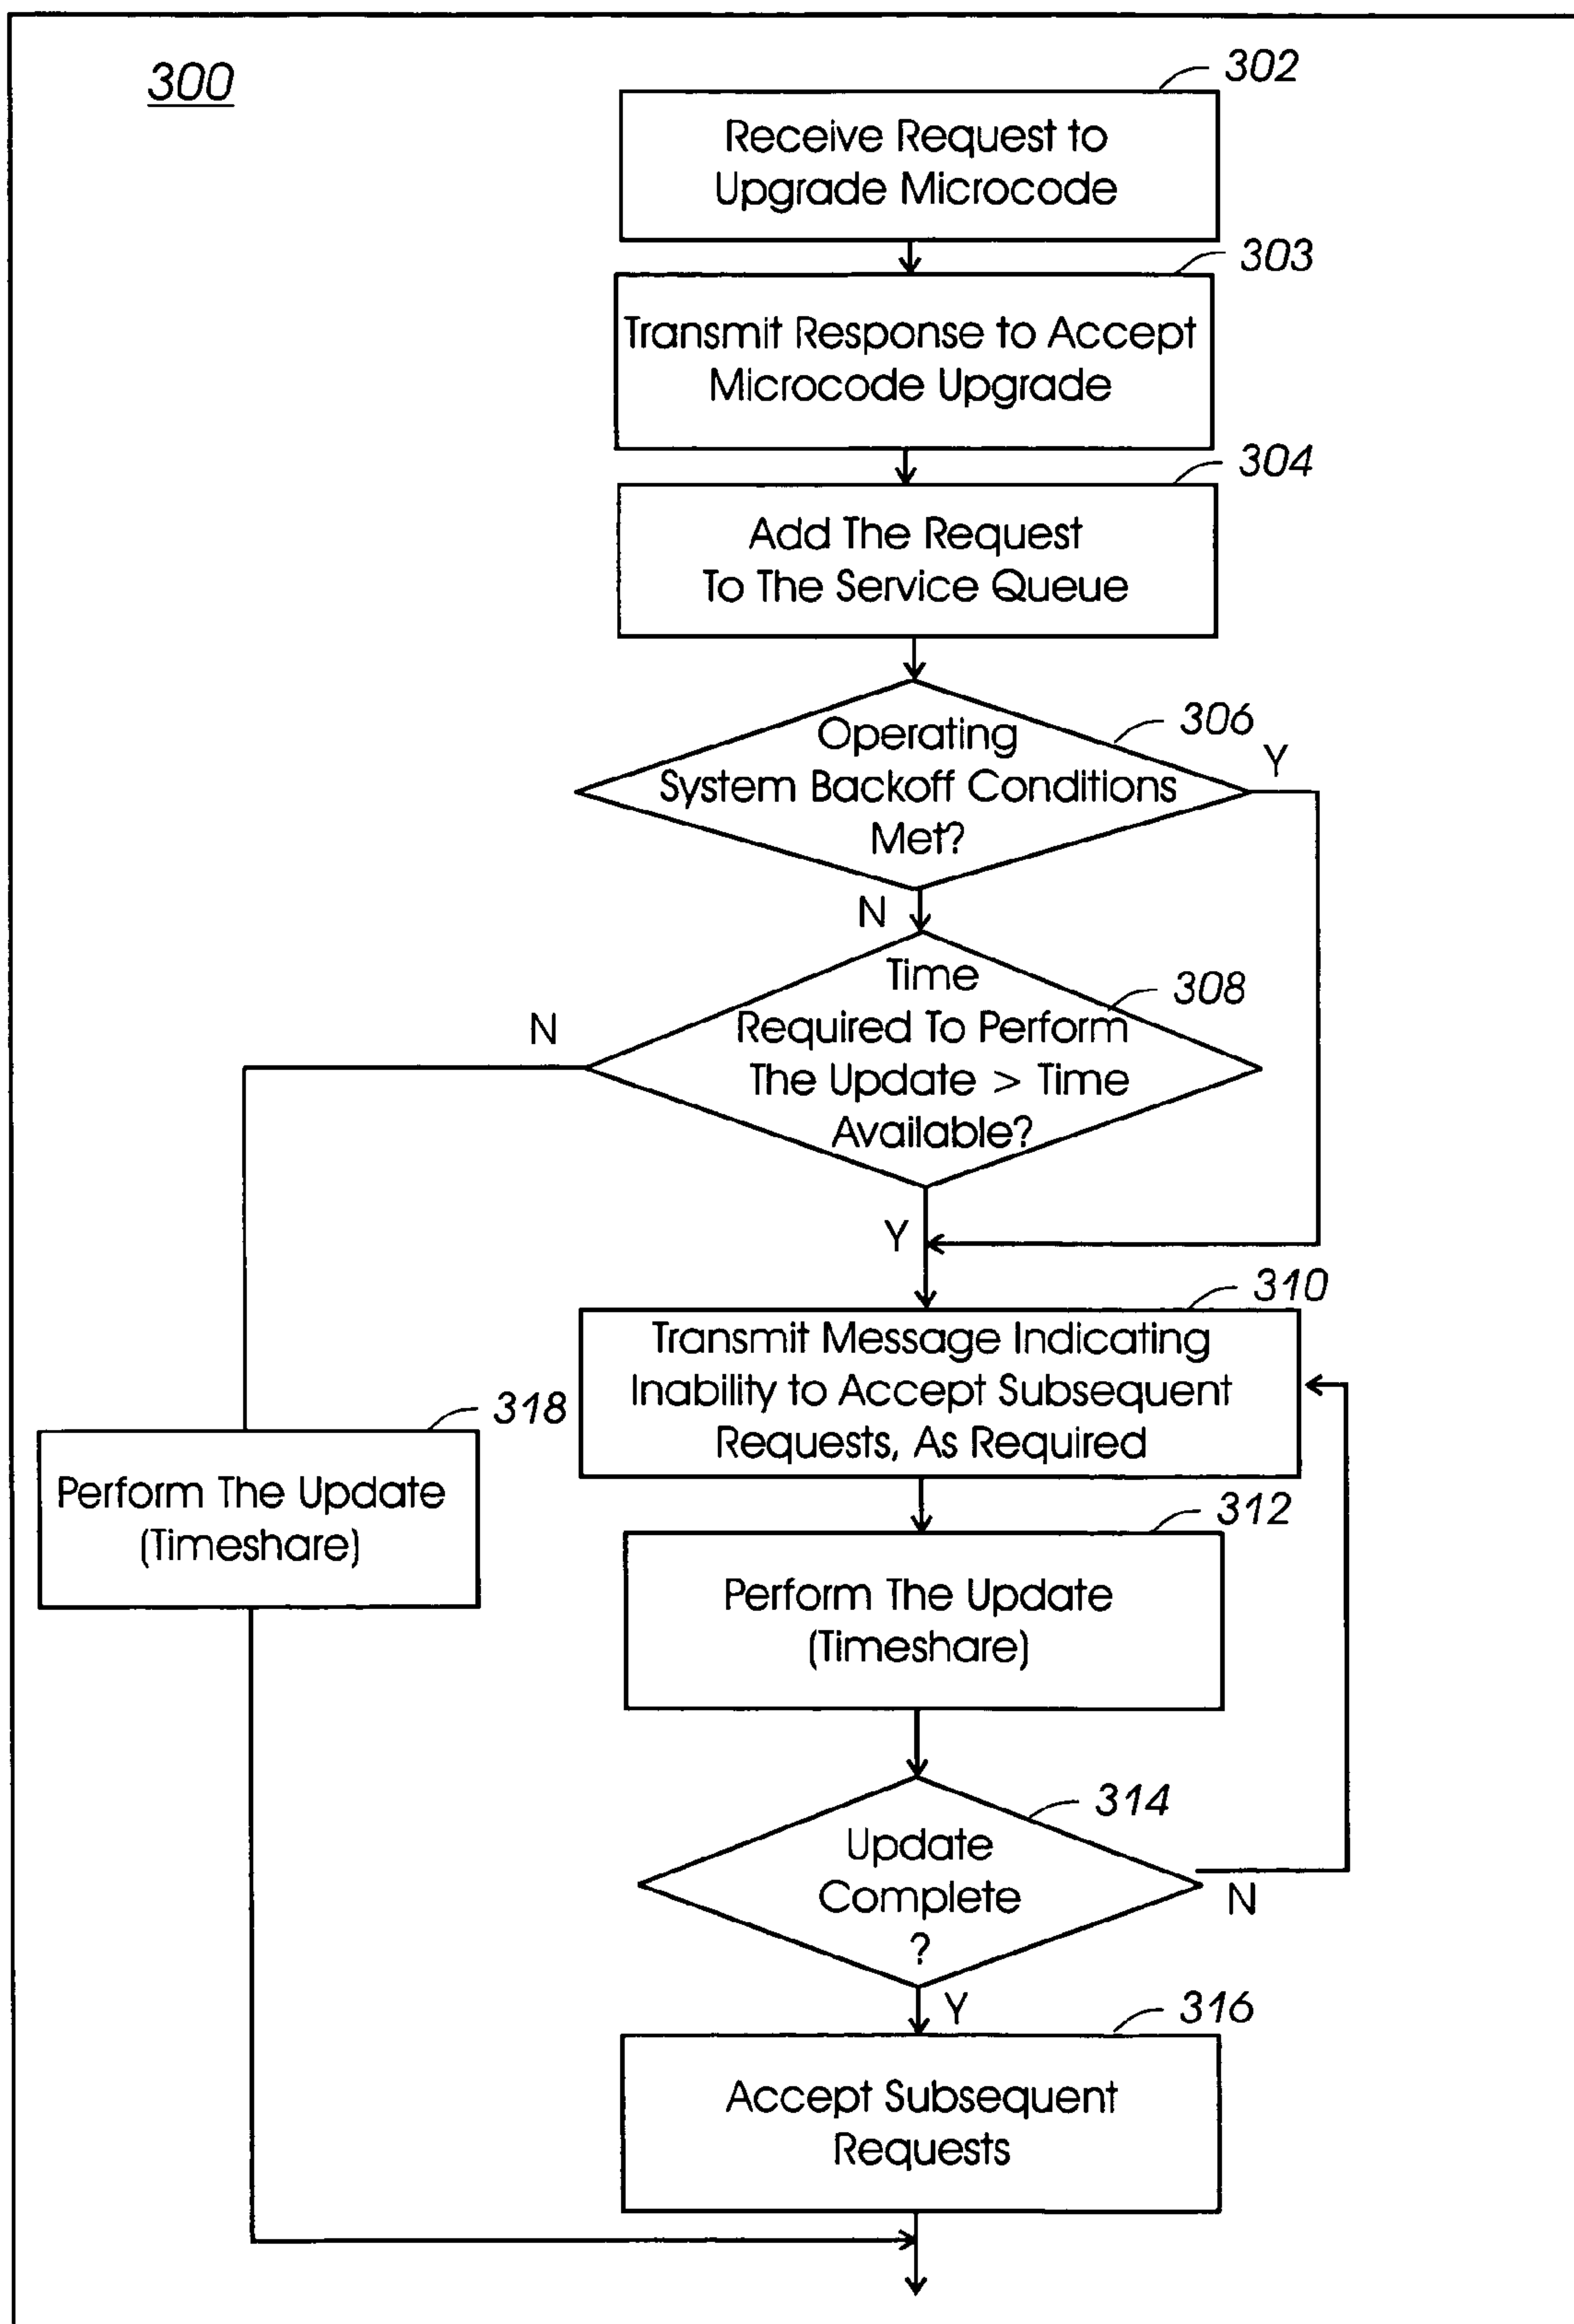 300
302
Receive Request to
Upgrade Microcode
303
Transmit Response to Accept
Microcode Upgrade
304
Add The Request
To The Service Queue
306
Operating
System Backoff Conditions
Met?
Y
N
308
Time
Required To Perform
The Update > Time
Available?
N
Y
310
Transmit Message Indicating
Inability to Accept Subsequent
Requests, As Required
318
Perform The Update
(Timeshare)
312
Perform The Update
(Timeshare)
314
Update
Complete
?
N
Y
316
Accept Subsequent
Requests